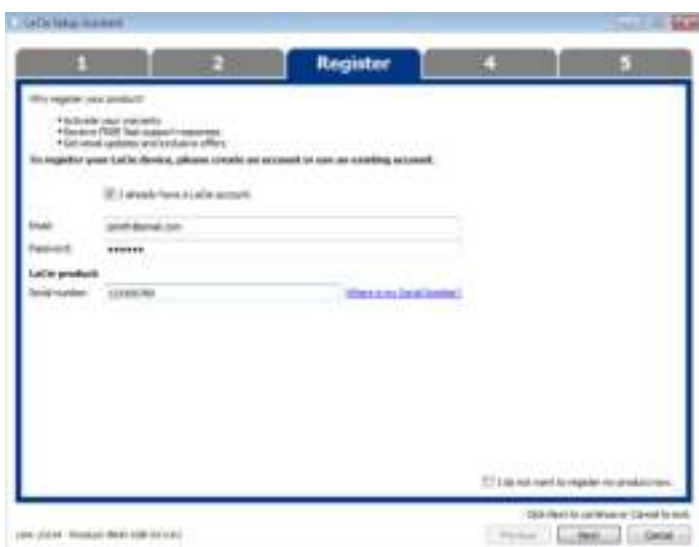 LaCie Setup Assistant
1 2 Register 4 5
Why register your product?
• Activate your warranty
• Receive FREE fast support responses
• Get email updates and exclusive offers
To register your LaCie device, please create an account or use an existing account.
I already have a LaCie account.
Email
Password: •••••••
LaCie product
Serial number Where is my Serial Number?
I do not want to register my product now.
Click Next to continue or Cancel to exit.
Previous Next Cancel